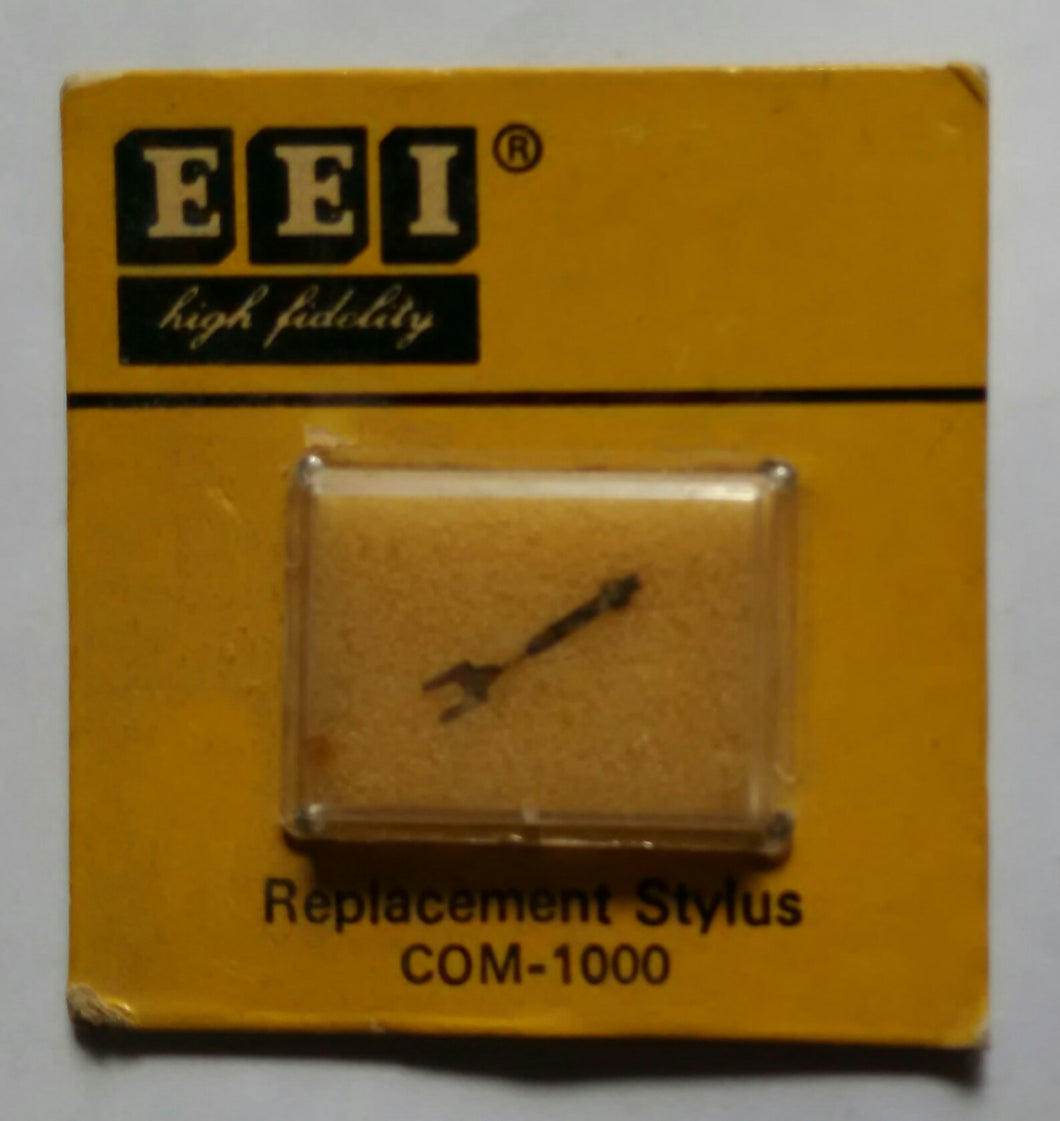 EEI®
high fidelity
Replacement Stylus
COM-1000